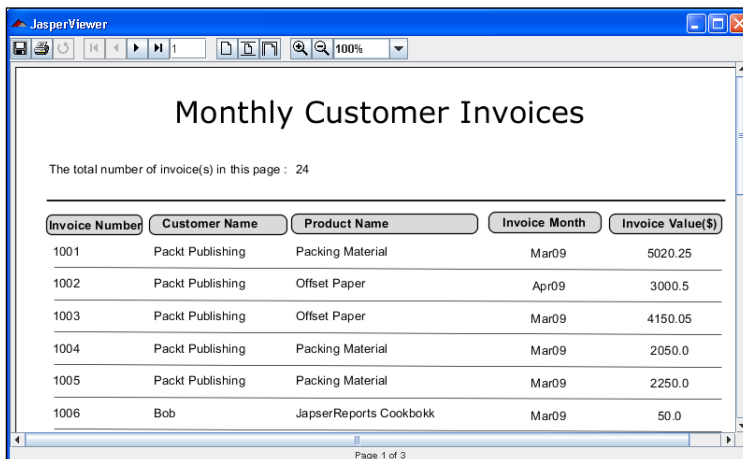 JasperViewer
1 100%
Monthly Customer Invoices
The total number of invoice(s) in this page : 24
Invoice Number Customer Name Product Name Invoice Month Invoice Value($)
1001 Packt Publishing Packing Material Mar09 5020.25
1002 Packt Publishing Offset Paper Apr09 3000.5
1003 Packt Publishing Offset Paper Mar09 4150.05
1004 Packt Publishing Packing Material Mar09 2050.0
1005 Packt Publishing Packing Material Mar09 2250.0
1006 Bob JapserReports Cookbokk Mar09 50.0
Page 1 of 3